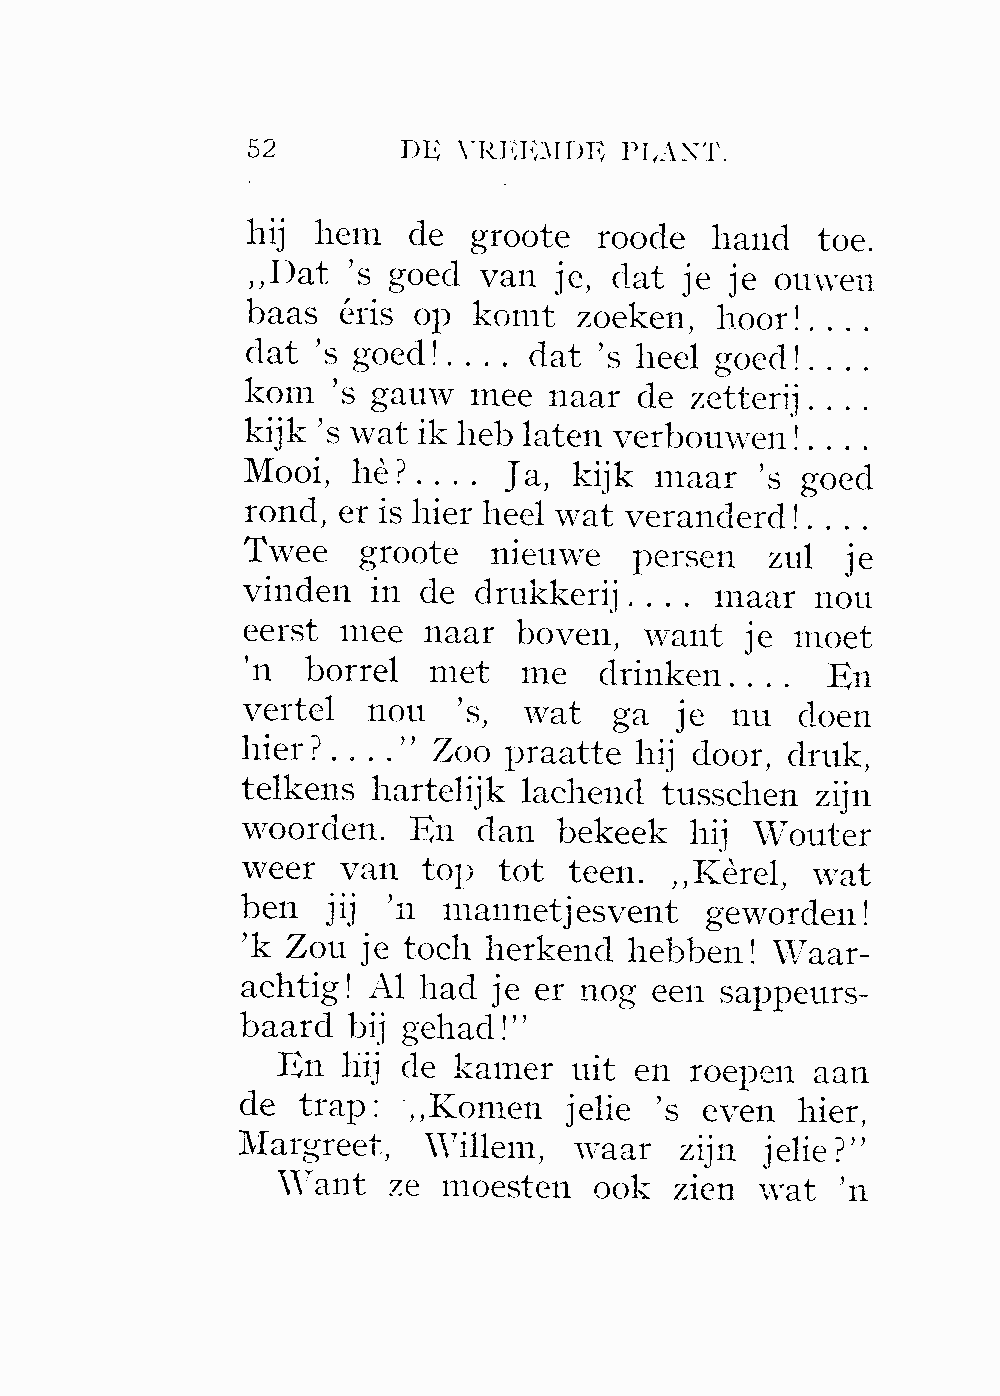 52 DE VREEMDE PLANT.
hij hem de groote roode hand toe.
,,Dat 's goed van je, dat je je ouwen
baas éris op komt zoeken, hoor!....
dat 's goed!.... dat 's heel goed!....
kom 's gauw mee naar de zetterij....
kijk 's wat ik heb laten verbouwen!....
Mooi, hè?.... Ja, kijk maar 's goed
rond, er is hier heel wat veranderd!....
Twee groote nieuwe persen zul je
vinden in de drukkerij.... maar nou
eerst mee naar boven, want je moet
'n borrel met me drinken.... En
vertel nou 's, wat ga je nu doen
hier?....” Zoo praatte hij door, druk,
telkens hartelijk lachend tusschen zijn
woorden. En dan bekeek hij Wouter
weer van top tot teen. ,,Kèrel, wat
ben jij 'n mannetjesvent geworden!
'k Zou je toch herkend hebben! Waar-
achtig! Al had je er nog een sappeurs-
baard bij gehad!”
En hij de kamer uit en roepen aan
de trap: ,,Komen jelie 's even hier,
Margreet, Willem, waar zijn jelie?”
Want ze moesten ook zien wat 'n